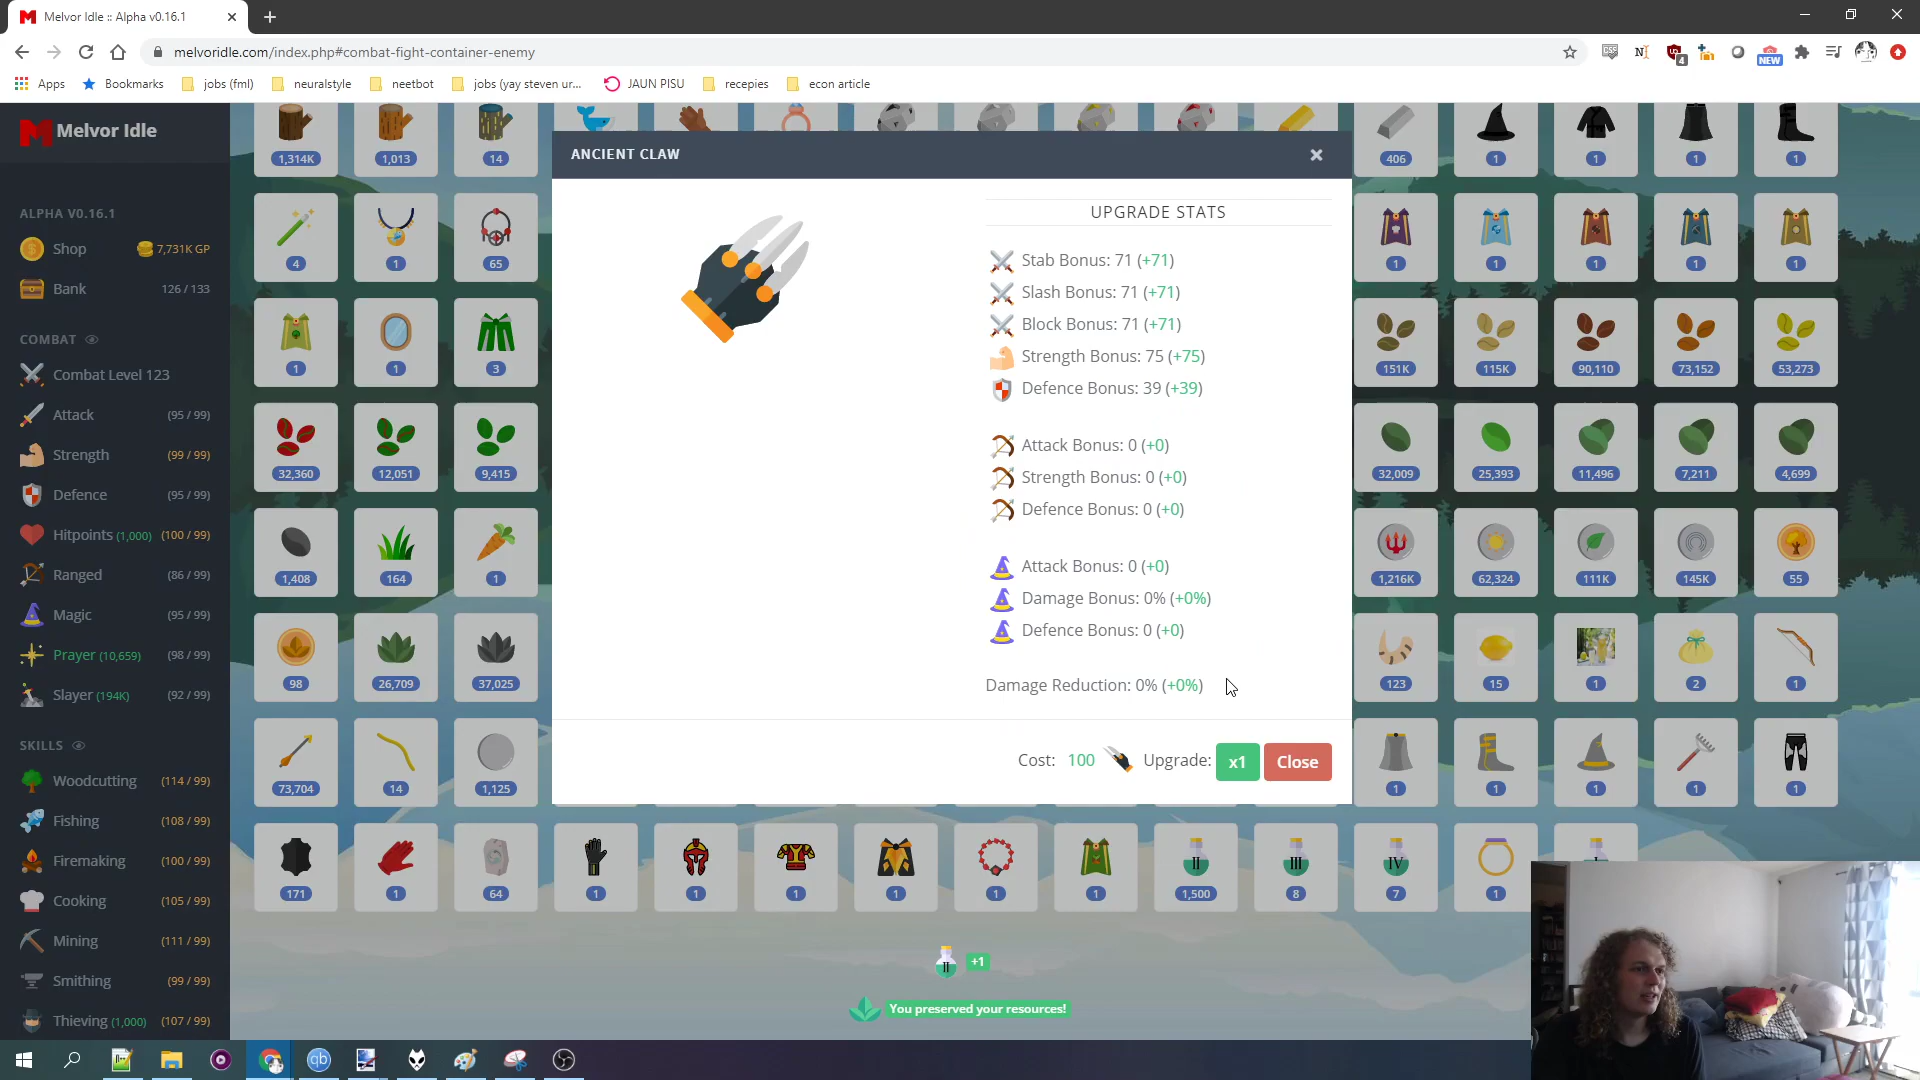 Melvor Idle :: Alpha v0.16.1
melvoridle.com/index.php#combat-fight-container-enemy
4
NEW
Apps
Bookmarks
jobs (fml)
neuralstyle
neetbot
jobs (yay steven ur...
JAUN PISU
recepies
econ article
Melvor Idle
ALPHA V0.16.1
Shop
7,731K GP
Bank
126 / 133
COMBAT
Combat Level 123
Attack (95 / 99)
Strength (99 / 99)
Defence (95 / 99)
Hitpoints (1,000) (100 / 99)
Ranged (86 / 99)
Magic (95 / 99)
Prayer (10,659) (98 / 99)
Slayer (194K) (92 / 99)
SKILLS
Woodcutting (114 / 99)
Fishing (108 / 99)
Firemaking (100 / 99)
Cooking (105 / 99)
Mining (111 / 99)
Smithing (99 / 99)
Thieving (1,000) (107 / 99)
1,314K 1,013 14
4 1 65
1 1 3
32,360 12,051 9,415
1,408 164 1
98 26,709 37,025
73,704 14 1,125
ANCIENT CLAW
UPGRADE STATS
Stab Bonus: 71 (+71)
Slash Bonus: 71 (+71)
Block Bonus: 71 (+71)
Strength Bonus: 75 (+75)
Defence Bonus: 39 (+39)
Attack Bonus: 0 (+0)
Strength Bonus: 0 (+0)
Defence Bonus: 0 (+0)
Attack Bonus: 0 (+0)
Damage Bonus: 0% (+0%)
Defence Bonus: 0 (+0)
Damage Reduction: 0% (+0%)
Cost: 100 Upgrade: x1 Close
406 1 1 1 1
1 1 1 1 1
151K 115K 90,110 73,152 53,273
32,009 25,393 11,496 7,211 4,699
1,216K 62,324 111K 145K 55
123 15 1 2 1
1 1 1 1 1
II III IV I
171 1 64 1 1 1 1 1 1 1,500 8 7 1
II +1
You preserved your resources!
qb